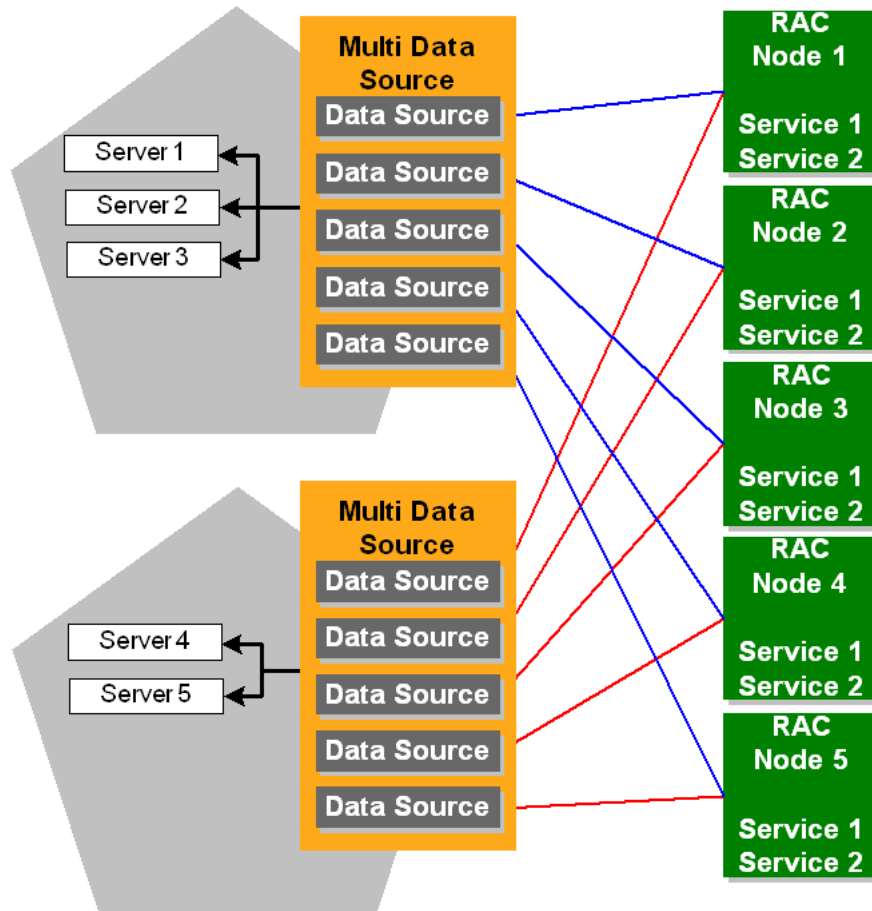 Multi Data
Source
Data Source
Data Source
Data Source
Data Source
Data Source
Server 1
Server 2
Server 3
Multi Data
Source
Data Source
Data Source
Data Source
Data Source
Data Source
Server 4
Server 5
RAC
Node 1
Service 1
Service 2
RAC
Node 2
Service 1
Service 2
RAC
Node 3
Service 1
Service 2
RAC
Node 4
Service 1
Service 2
RAC
Node 5
Service 1
Service 2